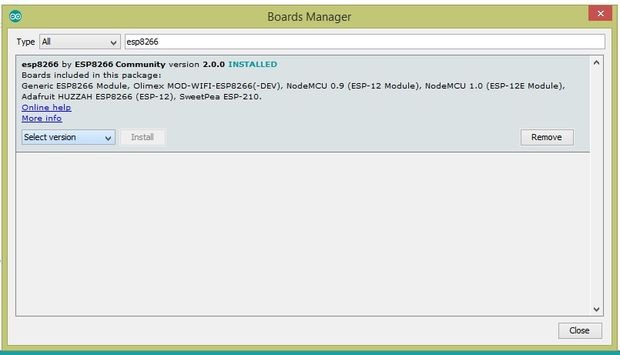 Boards Manager
Type All esp8266
esp8266 by ESP8266 Community version 2.0.0 INSTALLED
Boards included in this package:
Generic ESP8266 Module, Olimex MOD-WIFI-ESP8266(-DEV), NodeMCU 0.9 (ESP-12 Module), NodeMCU 1.0 (ESP-12E Module),
Adafruit HUZZAH ESP8266 (ESP-12), SweetPea ESP-210.
Online help
More info
Select version Install Remove
Close